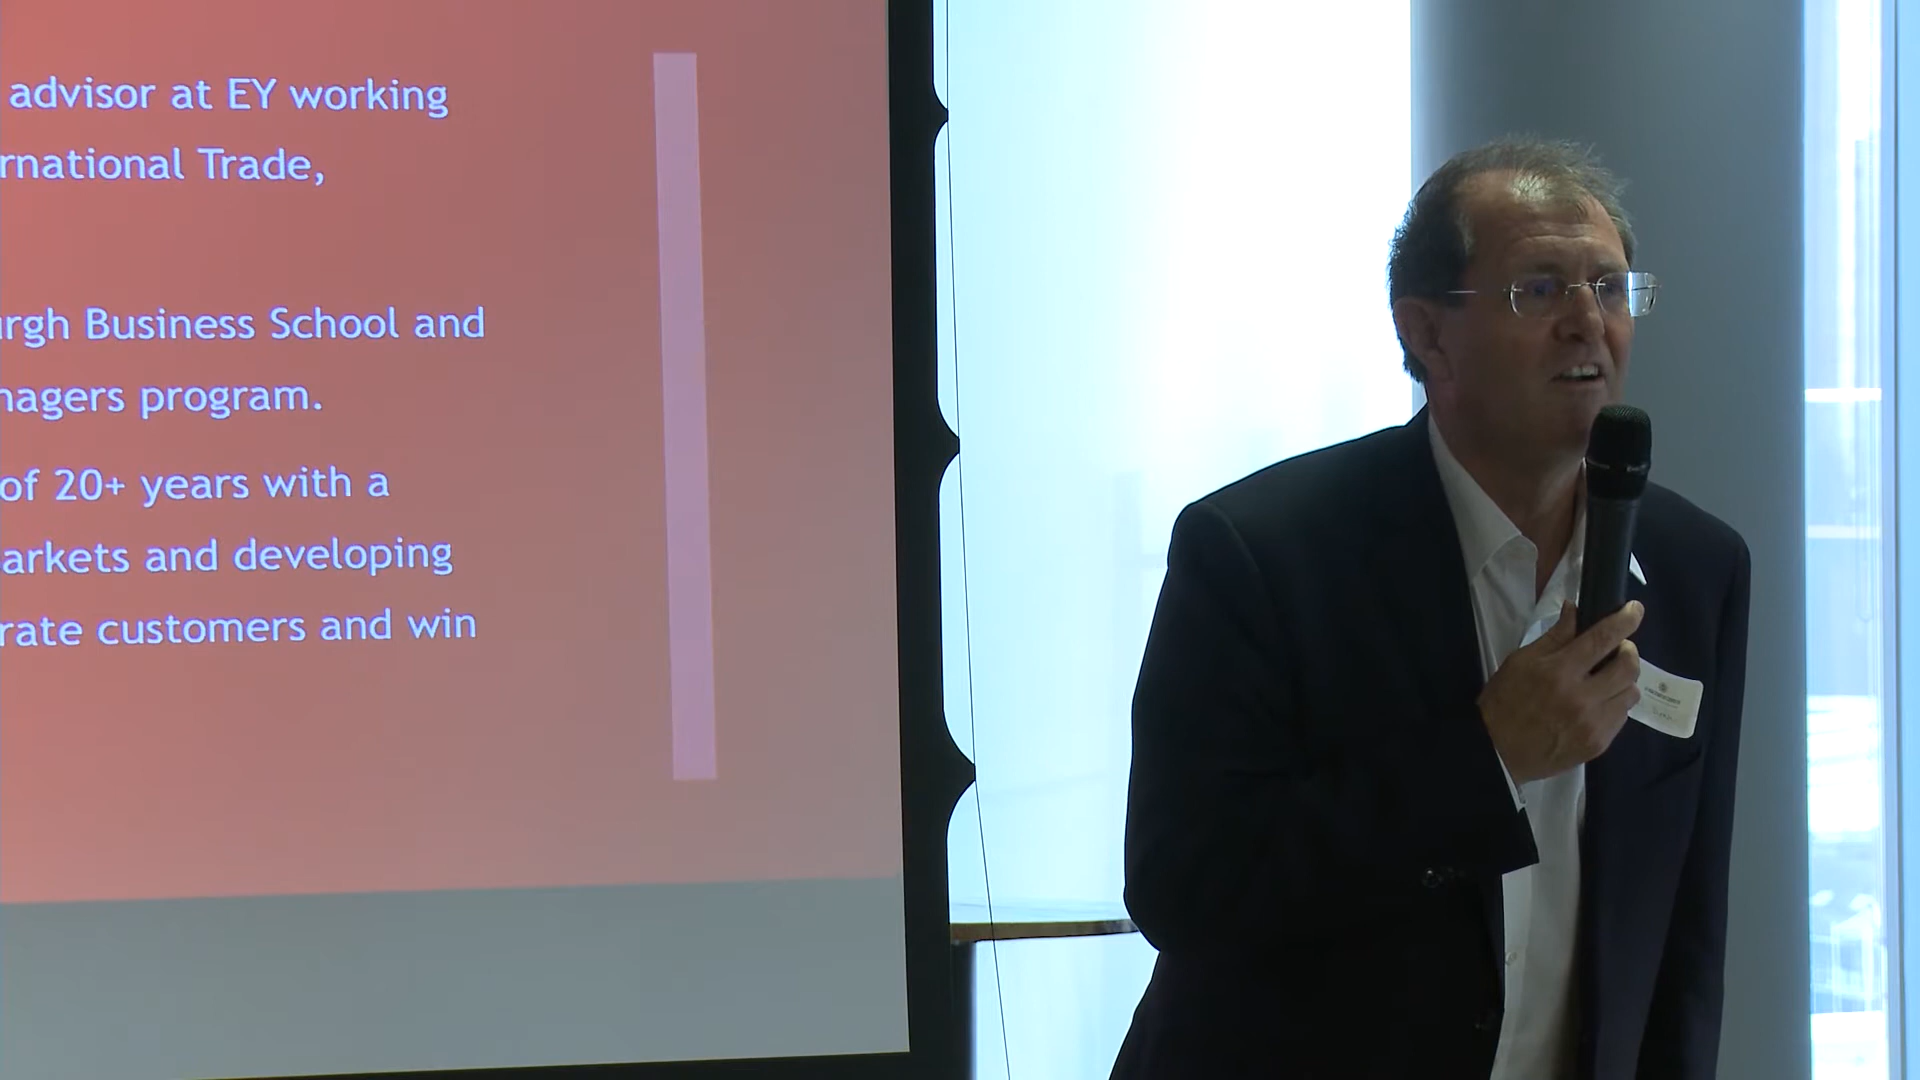 advisor at EY working
rnational Trade,
urgh Business School and
nagers program.
of 20+ years with a
arkets and developing
rate customers and win